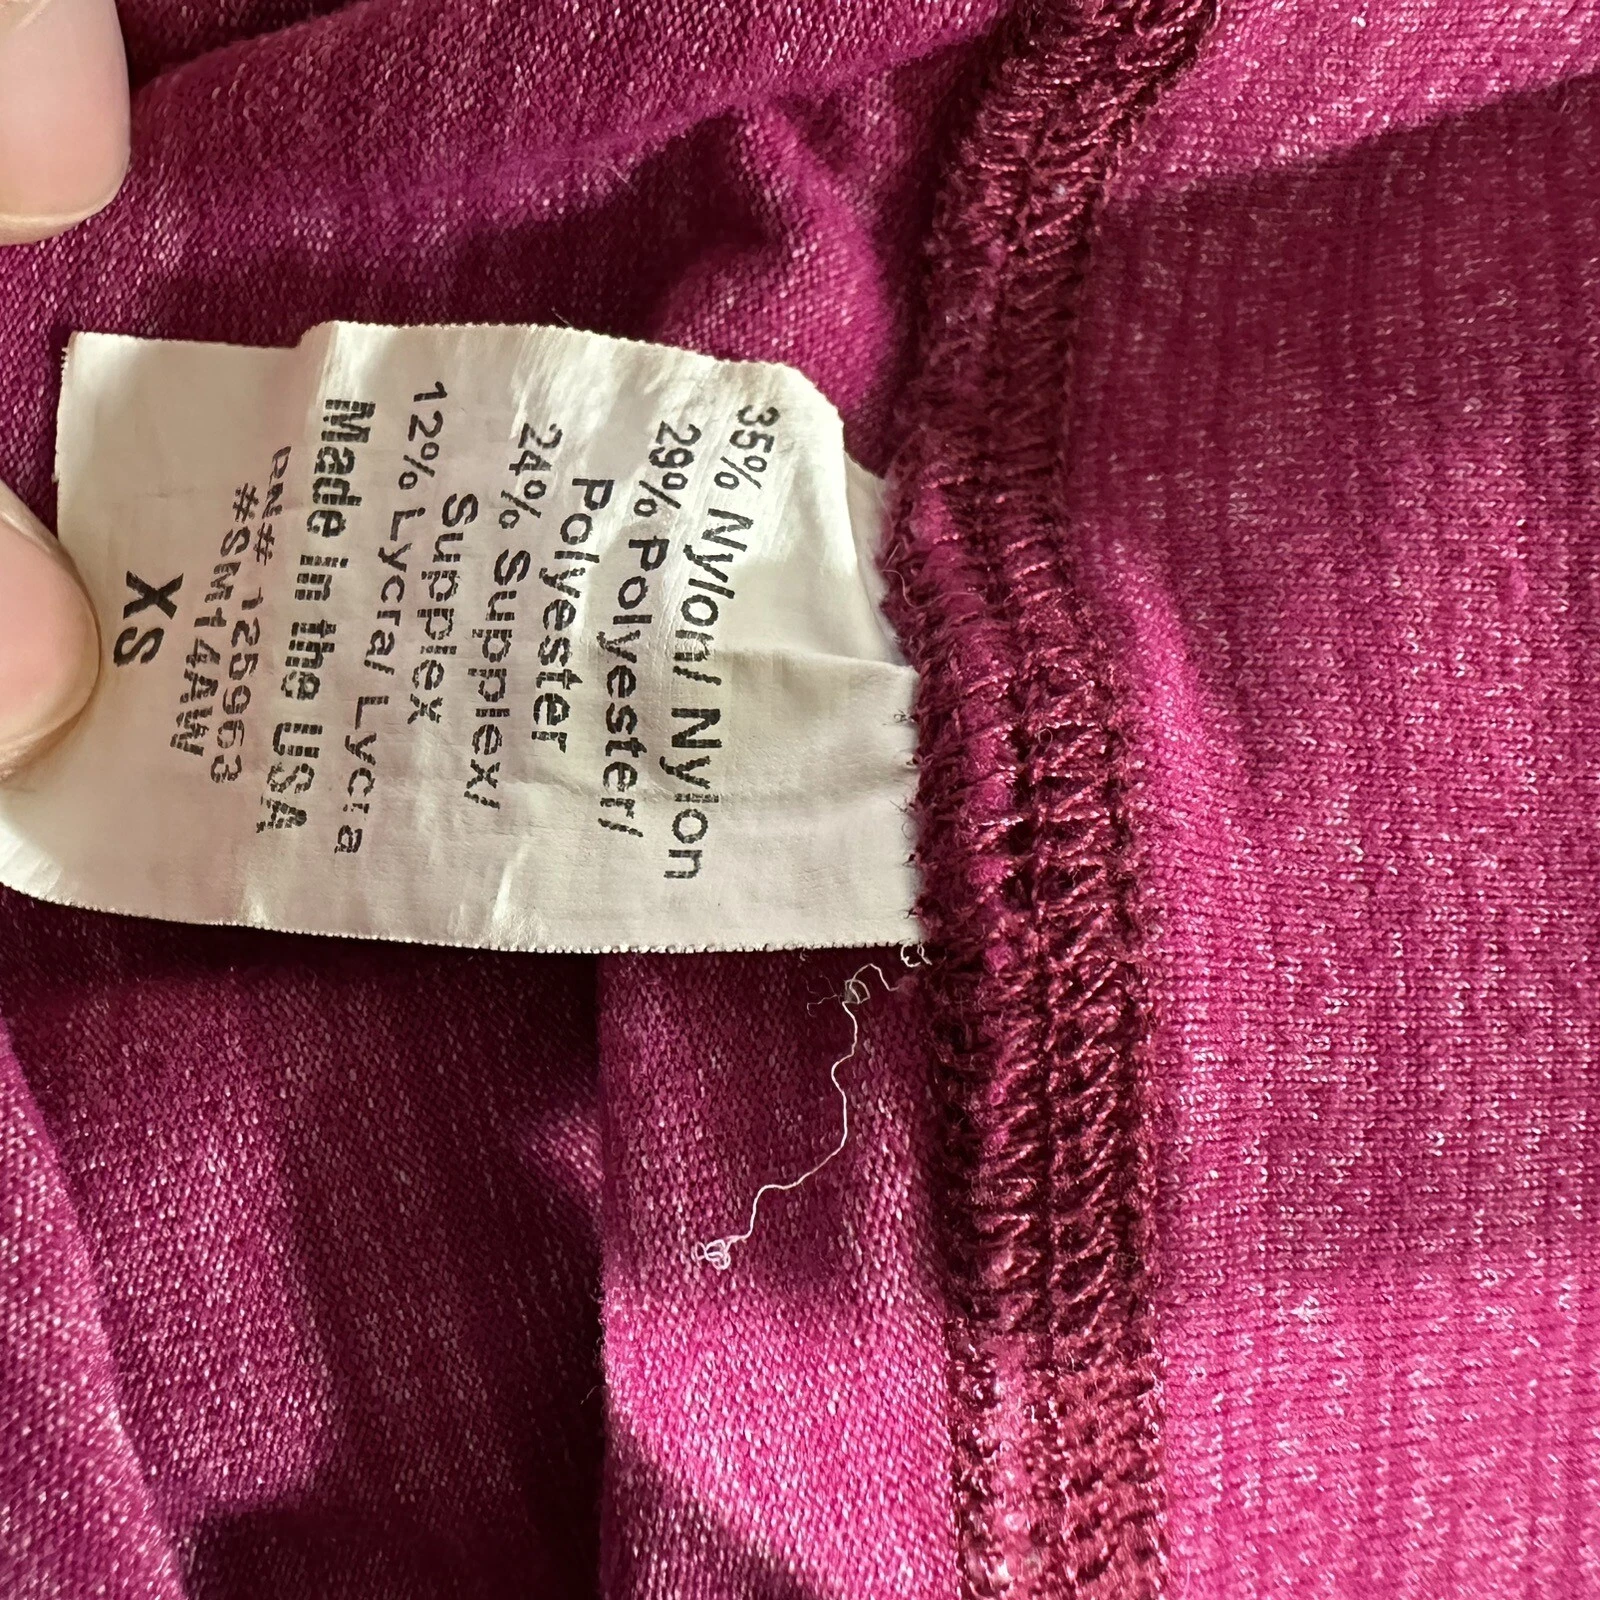 35% Nylon/ Nylon
29% Polyester/
Polyester
24% Supplex/
Supplex
12% Lycra/ Lycra
Made in the USA
RN# 125963
#SM14AW
XS